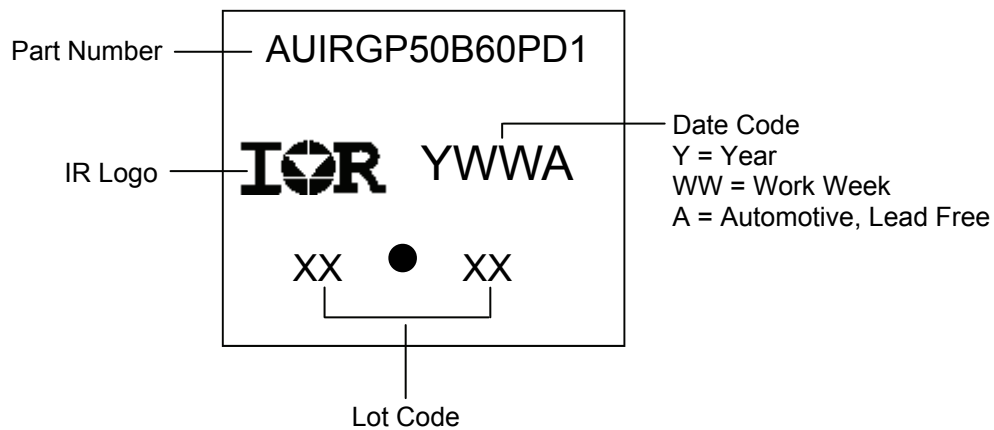 Part Number
AUIRGP50B60PD1
IR Logo
IOR
YWWA
Date Code
Y = Year
WW = Work Week
A = Automotive, Lead Free
XX XX
Lot Code